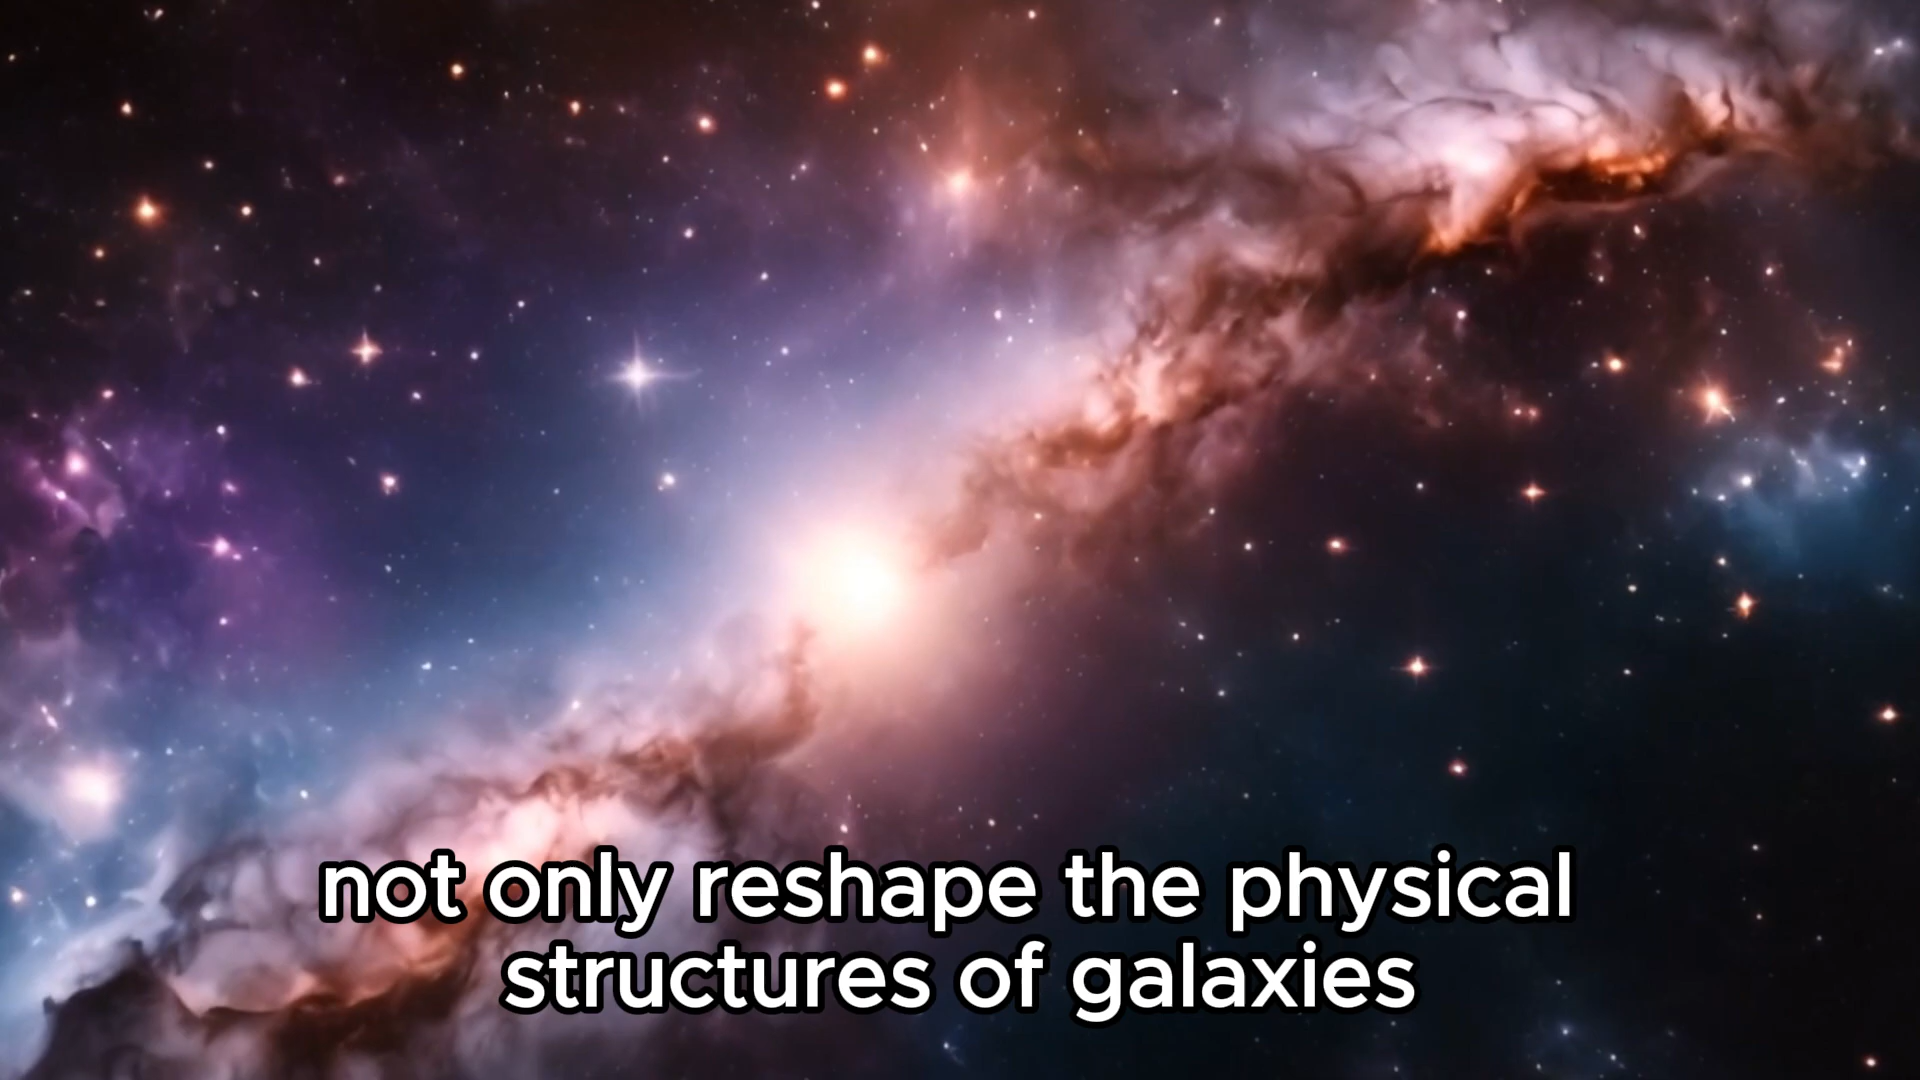 not only reshape the physical
structures of galaxies